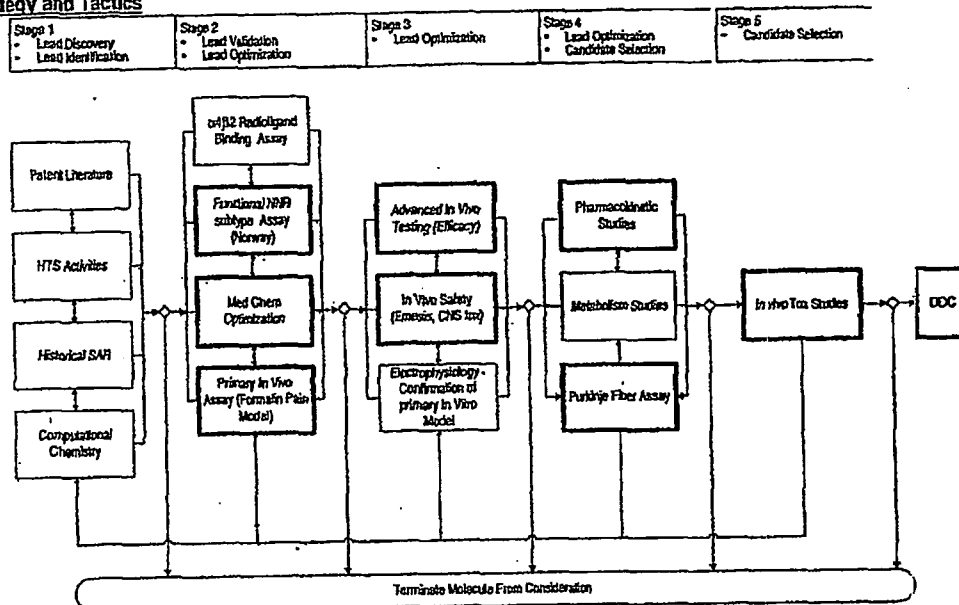 tegy and Tactics
Stage 1
• Lead Discovery
• Lead Identification
Stage 2
• Lead Validation
• Lead Optimization
Stage 3
• Lead Optimization
Stage 4
• Lead Optimization
• Candidate Selection
Stage 5
- Candidate Selection
Patent Literature
HTS Activities
Historical SAR
Computational
Chemistry
α4β2 Radioligand
Binding Assay
Functional NNR
subtype Assay
(Norway)
Med Chem
Optimization
Primary In Vivo
Assay (Formalin Pain
Model)
Advanced In Vivo
Testing (Efficacy)
In Vivo Safety
(Emesis, CNS tox)
Electrophysiology -
Confirmation of
primary In Vitro
Model
Pharmacokinetic
Studies
Metabolism Studies
Purkinje Fiber Assay
In vivo Tox Studies
DDC
Terminate Molecule From Consideration